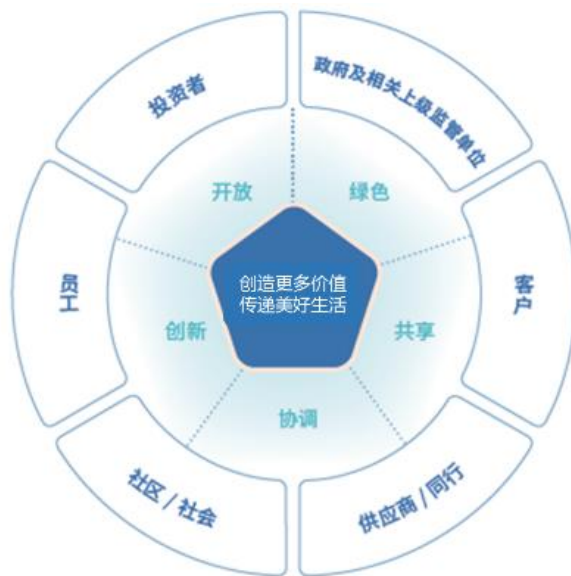 投资者
政府及相关上级监管单位
开放
绿色
员工
创造更多价值
传递美好生活
客户
创新
共享
协调
社区 / 社会
供应商 / 同行